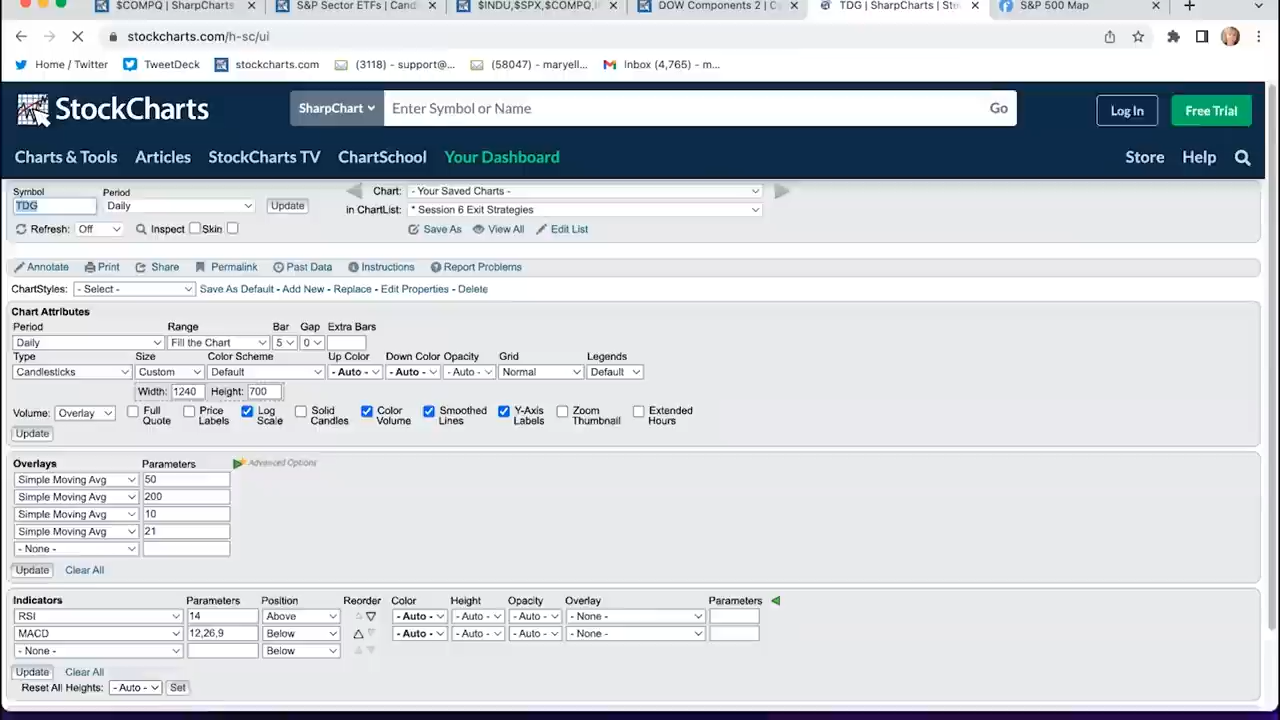 $COMPQ | SharpCharts
S&P Sector ETFs | Cand
$INDU,$SPX,$COMPQ,
DOW Components 2 | C
TDG | SharpCharts | Sto
S&P 500 Map
stockcharts.com/h-sc/ui
Home / Twitter
TweetDeck
stockcharts.com
(3118) - support@...
(58047) - maryell...
Inbox (4,765) - m...
StockCharts
SharpChart
Enter Symbol or Name
Go
Log In
Free Trial
Charts & Tools
Articles
StockCharts TV
ChartSchool
Your Dashboard
Store
Help
Symbol
Period
Chart:
- Your Saved Charts -
TDG
Daily
Update
in ChartList:
* Session 6 Exit Strategies
Refresh:
Off
Inspect
Skin
Save As
View All
Edit List
Annotate
Print
Share
Permalink
Past Data
Instructions
Report Problems
ChartStyles:
- Select -
Save As Default - Add New - Replace - Edit Properties - Delete
Chart Attributes
Period
Range
Bar
Gap
Extra Bars
Daily
Fill the Chart
5
0
Type
Size
Color Scheme
Up Color
Down Color
Opacity
Grid
Legends
Candlesticks
Custom
Default
- Auto -
- Auto -
- Auto -
Normal
Default
Width:
1240
Height:
700
Volume:
Overlay
Full Quote
Price Labels
Log Scale
Solid Candles
Color Volume
Smoothed Lines
Y-Axis Labels
Zoom Thumbnail
Extended Hours
Update
Overlays
Parameters
Advanced Options
Simple Moving Avg
50
Simple Moving Avg
200
Simple Moving Avg
10
Simple Moving Avg
21
- None -
Update
Clear All
Indicators
Parameters
Position
Reorder
Color
Height
Opacity
Overlay
Parameters
RSI
14
Above
- Auto -
- Auto -
- Auto -
- None -
MACD
12,26,9
Below
- Auto -
- Auto -
- Auto -
- None -
- None -
Below
Update
Clear All
Reset All Heights:
- Auto -
Set